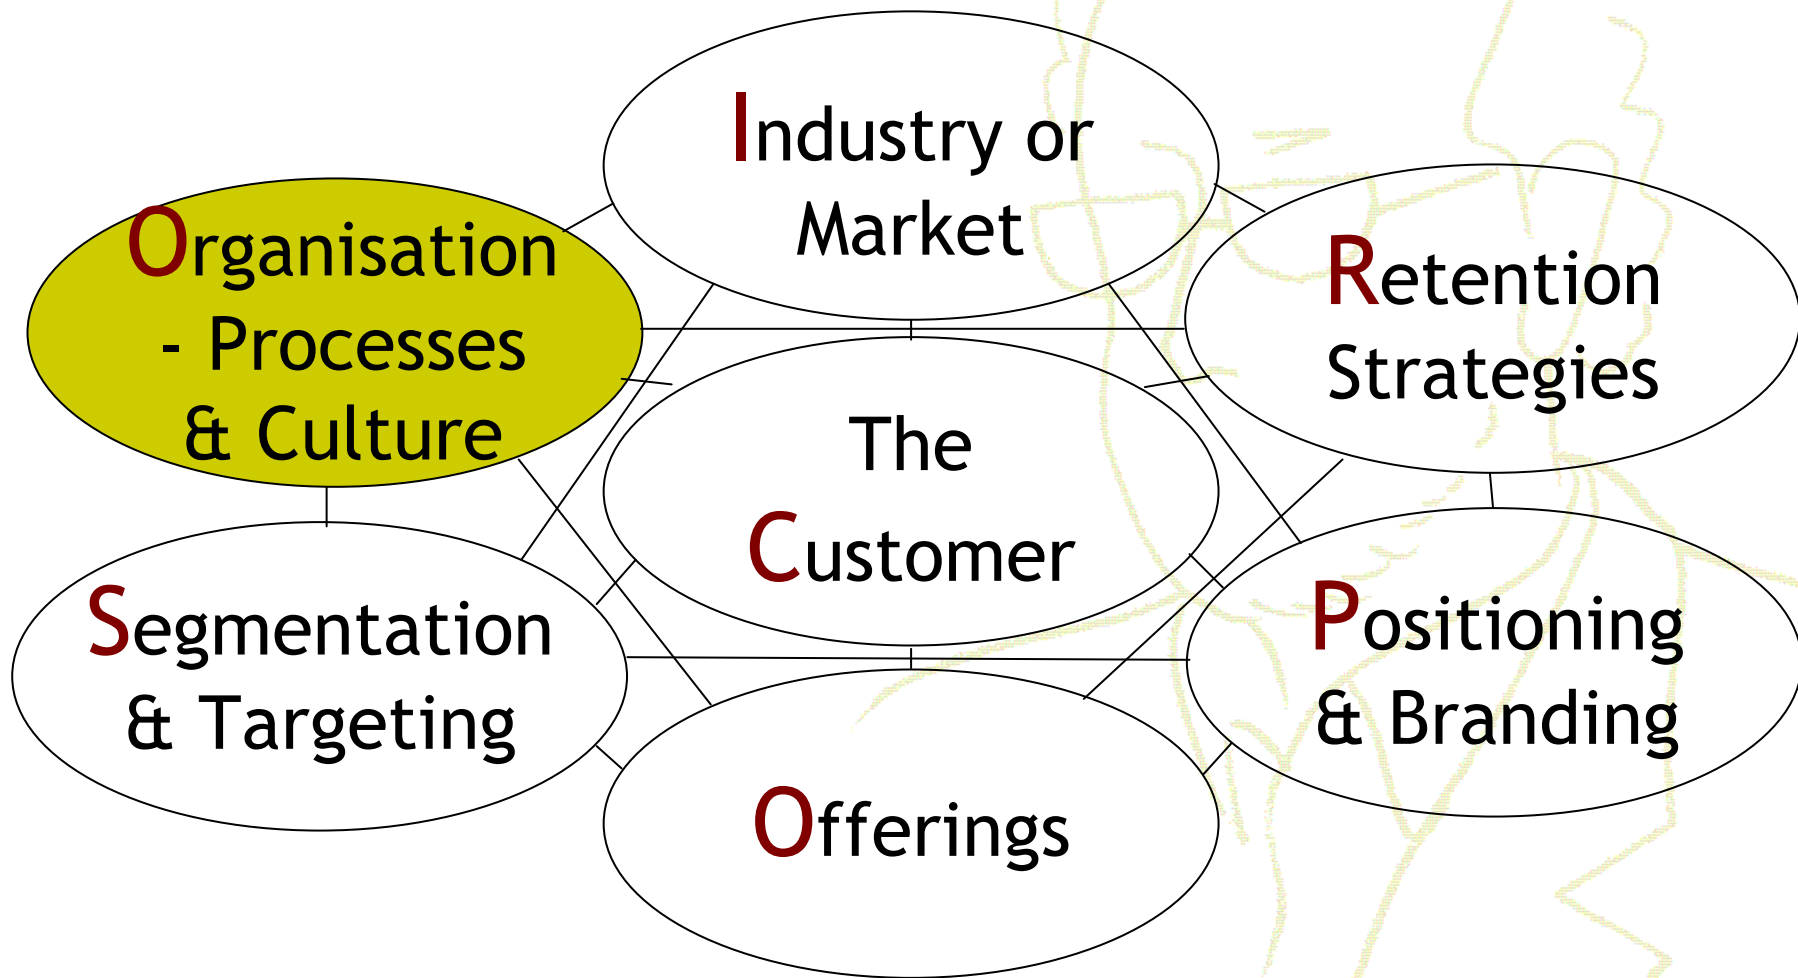 Industry or
Market
Organisation
- Processes
& Culture
Retention
Strategies
The
Customer
Segmentation
& Targeting
Positioning
& Branding
Offerings